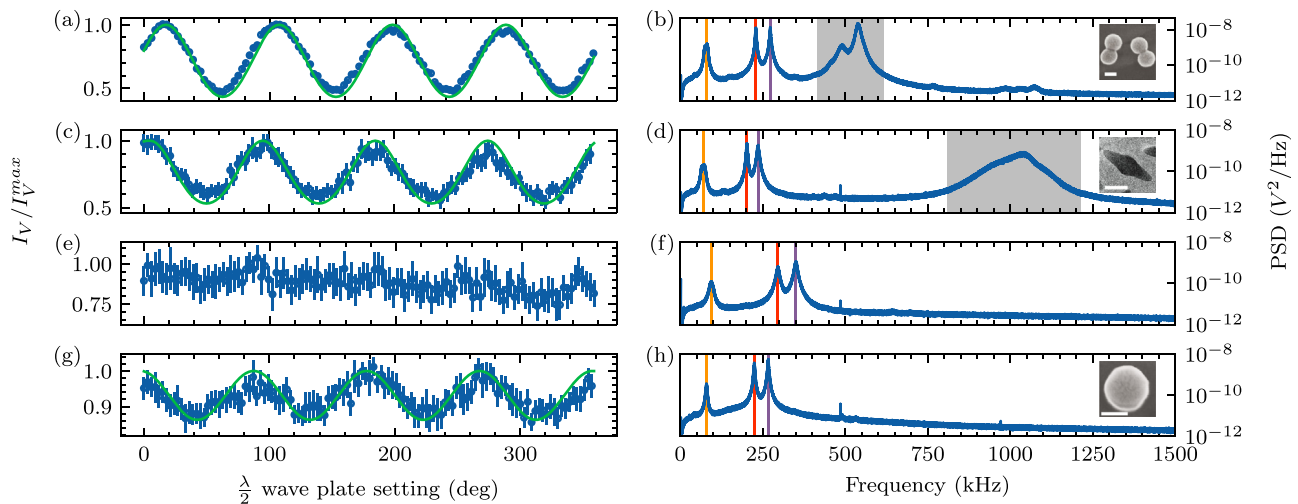 (a)
1.0
0.5
(b)
10⁻⁸
10⁻¹⁰
10⁻¹²
(c)
1.0
0.5
(d)
10⁻⁸
10⁻¹⁰
10⁻¹²
(e)
1.00
0.75
(f)
10⁻⁸
10⁻¹⁰
10⁻¹²
(g)
1.0
0.9
(h)
10⁻⁸
10⁻¹⁰
10⁻¹²
I_V/I_V^{max}
PSD (V²/Hz)
0 100 200 300
0 250 500 750 1000 1250 1500
λ/2 wave plate setting (deg)
Frequency (kHz)